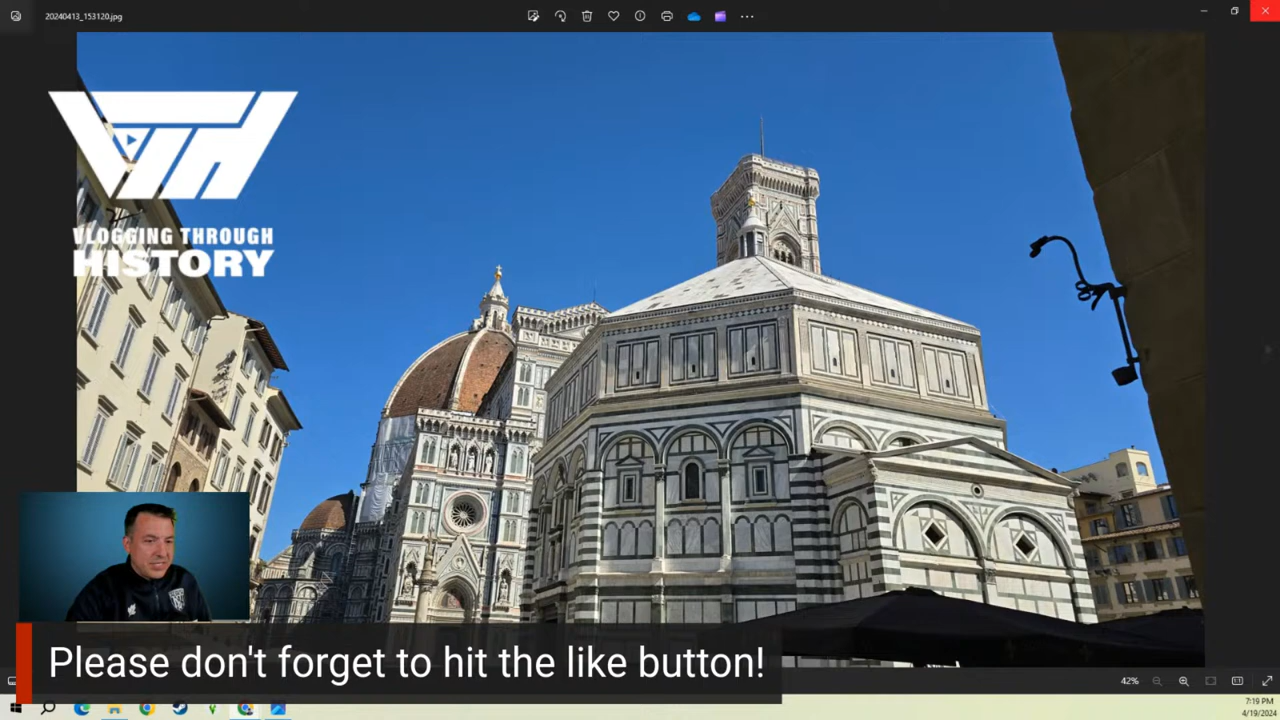 20240413_153120.jpg
VTH
VLOGGING THROUGH
HISTORY
Please don't forget to hit the like button!
42%
7:19 PM
4/19/2024